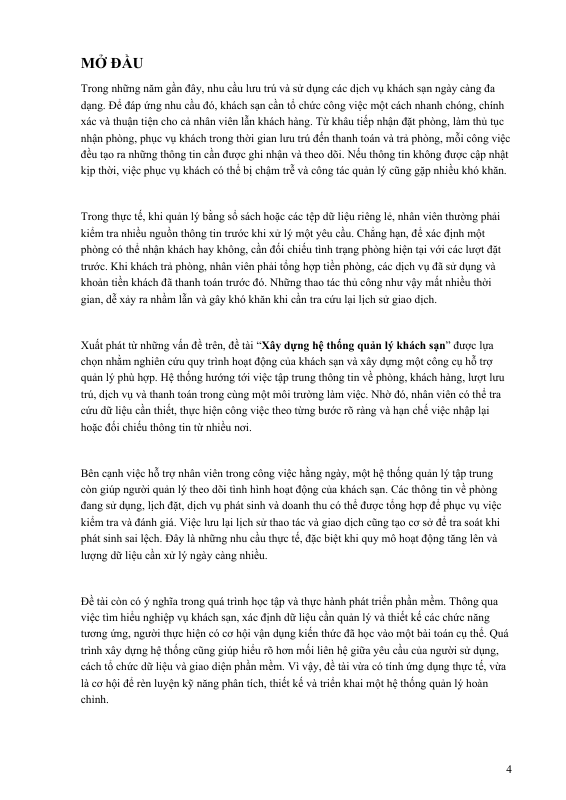 MỞ ĐẦU
Trong những năm gần đây, nhu cầu lưu trú và sử dụng các dịch vụ khách sạn ngày càng đa
dạng. Để đáp ứng nhu cầu đó, khách sạn cần tổ chức công việc một cách nhanh chóng, chính
xác và thuận tiện cho cả nhân viên lẫn khách hàng. Từ khâu tiếp nhận đặt phòng, làm thủ tục
nhận phòng, phục vụ khách trong thời gian lưu trú đến thanh toán và trả phòng, mỗi công việc
đều tạo ra những thông tin cần được ghi nhận và theo dõi. Nếu thông tin không được cập nhật
kịp thời, việc phục vụ khách có thể bị chậm trễ và công tác quản lý cũng gặp nhiều khó khăn.
Trong thực tế, khi quản lý bằng sổ sách hoặc các tệp dữ liệu riêng lẻ, nhân viên thường phải
kiểm tra nhiều nguồn thông tin trước khi xử lý một yêu cầu. Chẳng hạn, để xác định một
phòng có thể nhận khách hay không, cần đối chiếu tình trạng phòng hiện tại với các lượt đặt
trước. Khi khách trả phòng, nhân viên phải tổng hợp tiền phòng, các dịch vụ đã sử dụng và
khoản tiền khách đã thanh toán trước đó. Những thao tác thủ công như vậy mất nhiều thời
gian, dễ xảy ra nhầm lẫn và gây khó khăn khi cần tra cứu lại lịch sử giao dịch.
Xuất phát từ những vấn đề trên, đề tài “Xây dựng hệ thống quản lý khách sạn” được lựa
chọn nhằm nghiên cứu quy trình hoạt động của khách sạn và xây dựng một công cụ hỗ trợ
quản lý phù hợp. Hệ thống hướng tới việc tập trung thông tin về phòng, khách hàng, lượt lưu
trú, dịch vụ và thanh toán trong cùng một môi trường làm việc. Nhờ đó, nhân viên có thể tra
cứu dữ liệu cần thiết, thực hiện công việc theo từng bước rõ ràng và hạn chế việc nhập lại
hoặc đối chiếu thông tin từ nhiều nơi.
Bên cạnh việc hỗ trợ nhân viên trong công việc hằng ngày, một hệ thống quản lý tập trung
còn giúp người quản lý theo dõi tình hình hoạt động của khách sạn. Các thông tin về phòng
đang sử dụng, lịch đặt, dịch vụ phát sinh và doanh thu có thể được tổng hợp để phục vụ việc
kiểm tra và đánh giá. Việc lưu lại lịch sử thao tác và giao dịch cũng tạo cơ sở để tra soát khi
phát sinh sai lệch. Đây là những nhu cầu thực tế, đặc biệt khi quy mô hoạt động tăng lên và
lượng dữ liệu cần xử lý ngày càng nhiều.
Đề tài còn có ý nghĩa trong quá trình học tập và thực hành phát triển phần mềm. Thông qua
việc tìm hiểu nghiệp vụ khách sạn, xác định dữ liệu cần quản lý và thiết kế các chức năng
tương ứng, người thực hiện có cơ hội vận dụng kiến thức đã học vào một bài toán cụ thể. Quá
trình xây dựng hệ thống cũng giúp hiểu rõ hơn mối liên hệ giữa yêu cầu của người sử dụng,
cách tổ chức dữ liệu và giao diện phần mềm. Vì vậy, đề tài vừa có tính ứng dụng thực tế, vừa
là cơ hội để rèn luyện kỹ năng phân tích, thiết kế và triển khai một hệ thống quản lý hoàn
chỉnh.
4